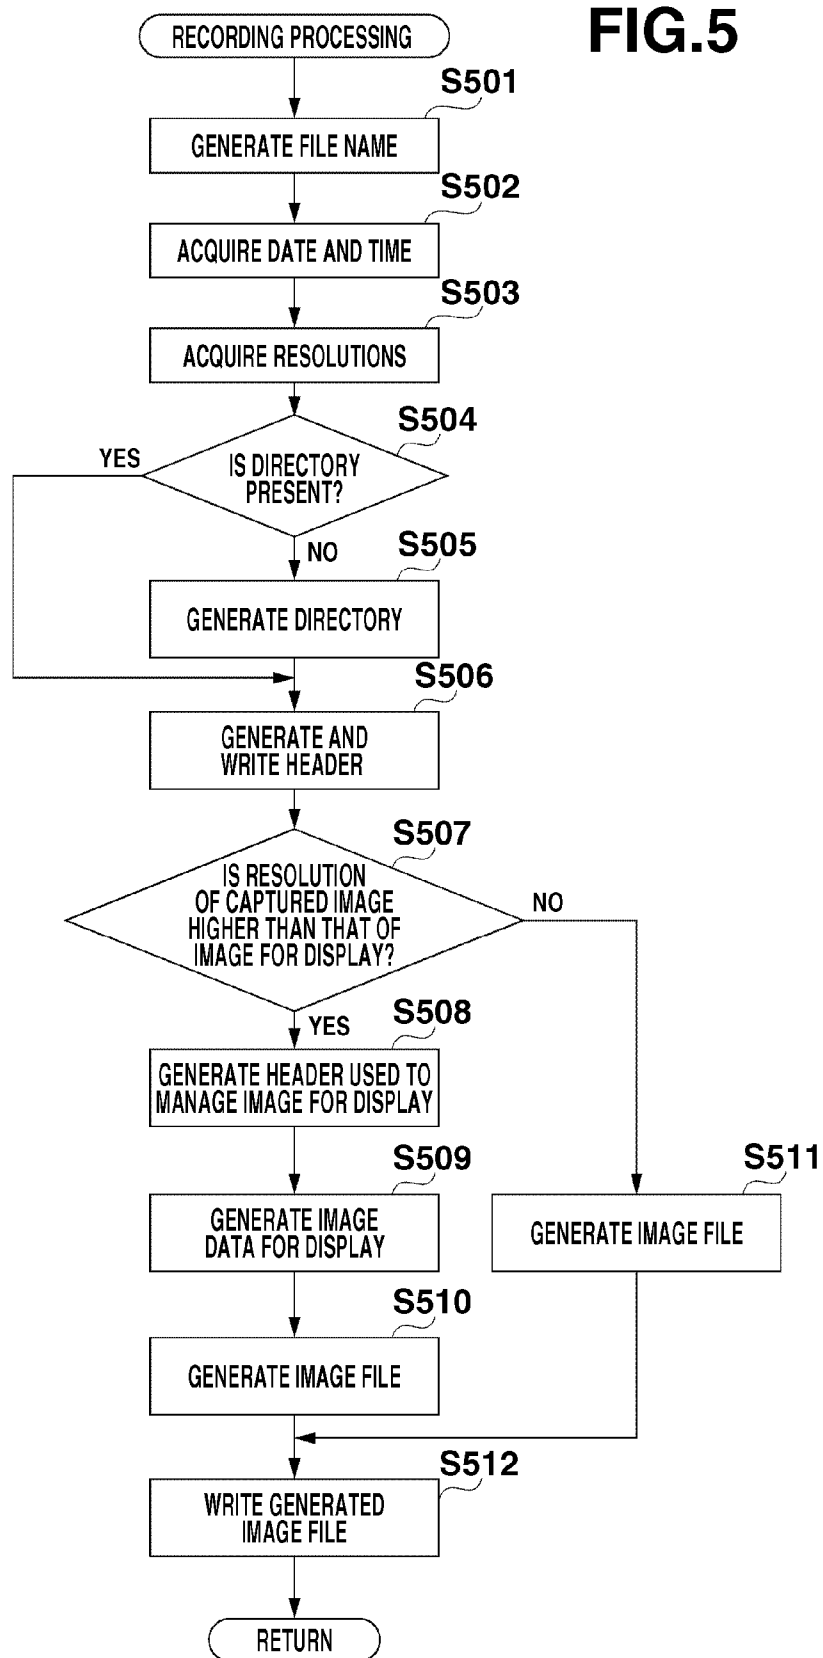 FIG.5
RECORDING PROCESSING
S501
GENERATE FILE NAME
S502
ACQUIRE DATE AND TIME
S503
ACQUIRE RESOLUTIONS
S504
YES
IS DIRECTORY
PRESENT?
NO
S505
GENERATE DIRECTORY
S506
GENERATE AND
WRITE HEADER
S507
IS RESOLUTION
OF CAPTURED IMAGE
HIGHER THAN THAT OF
IMAGE FOR DISPLAY?
NO
YES
S508
GENERATE HEADER USED TO
MANAGE IMAGE FOR DISPLAY
S509
GENERATE IMAGE
DATA FOR DISPLAY
S511
GENERATE IMAGE FILE
S510
GENERATE IMAGE FILE
S512
WRITE GENERATED
IMAGE FILE
RETURN